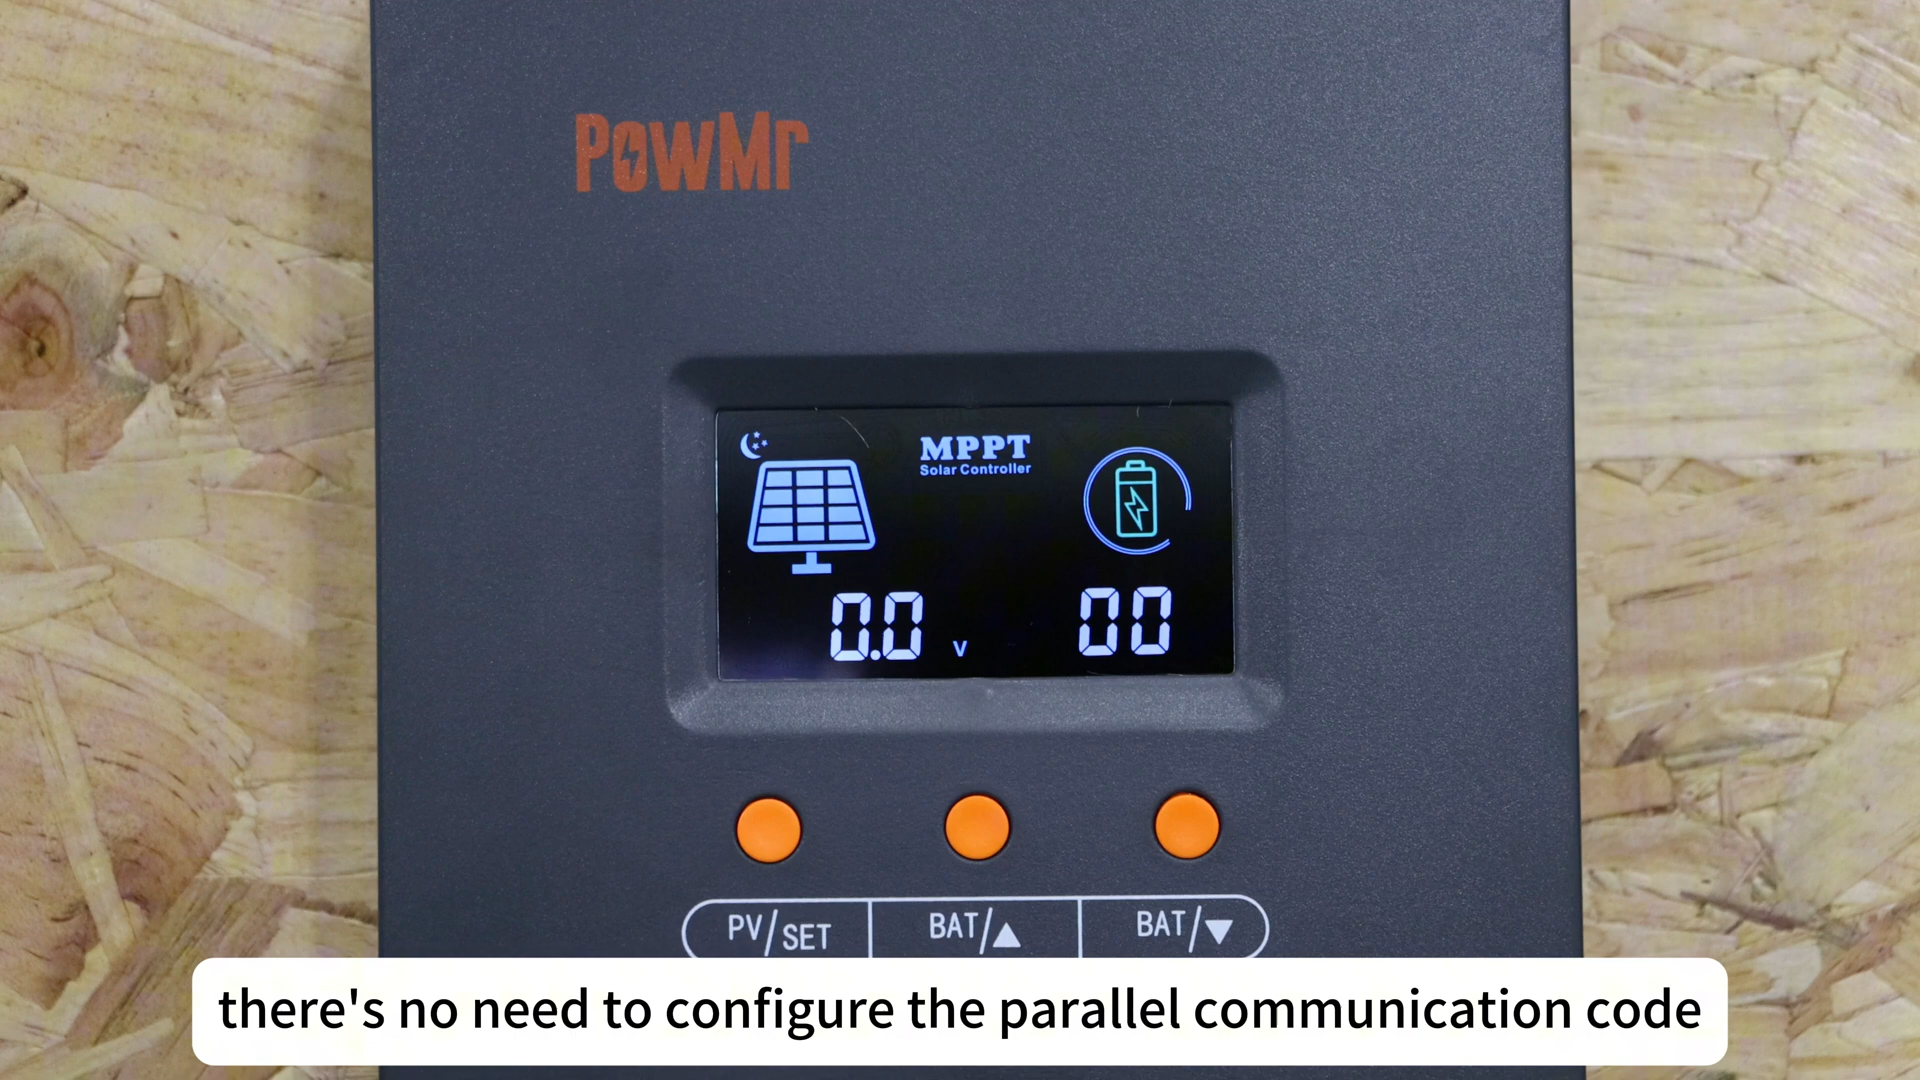 PowMr
MPPT
Solar Controller
0.0 V
00
PV/SET
BAT/▲
BAT/▼
there's no need to configure the parallel communication code